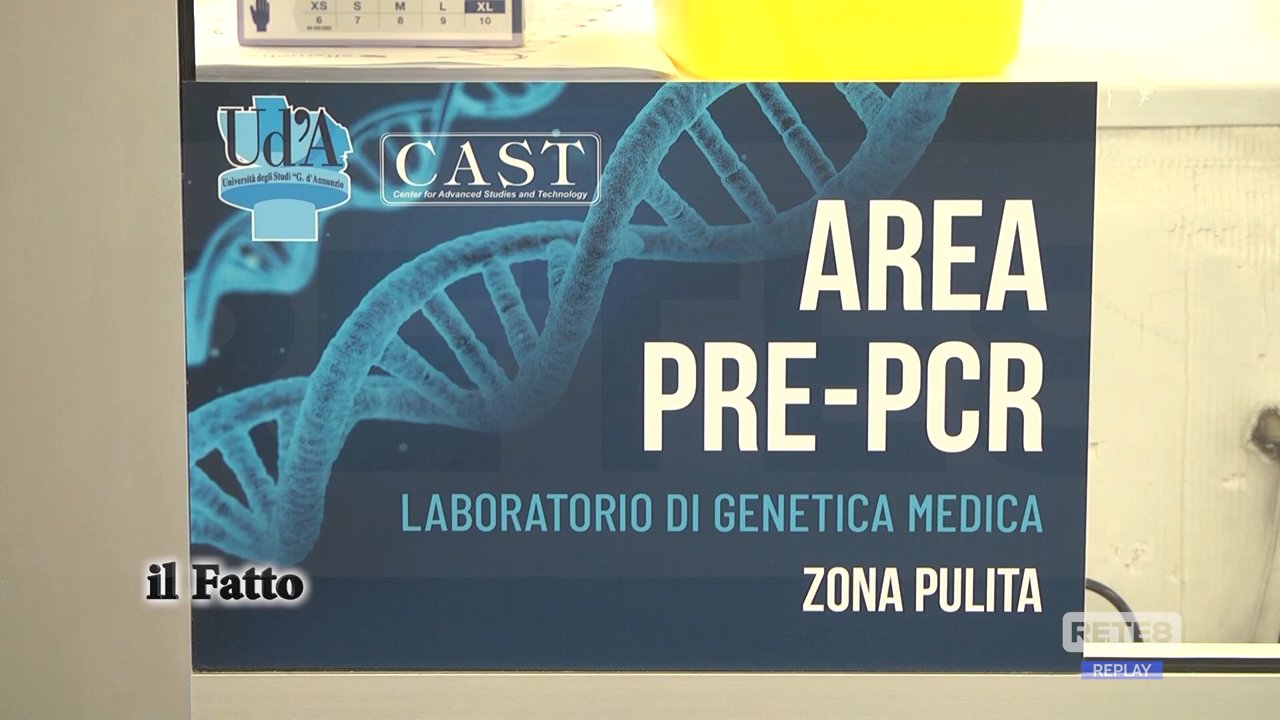 XS S M L XL
6 7 8 9 10
Ud'A
Università degli Studi "G. d'Annunzio
CAST
Center for Advanced Studies and Technology
AREA
PRE-PCR
LABORATORIO DI GENETICA MEDICA
ZONA PULITA
il Fatto
RETE8
REPLAY